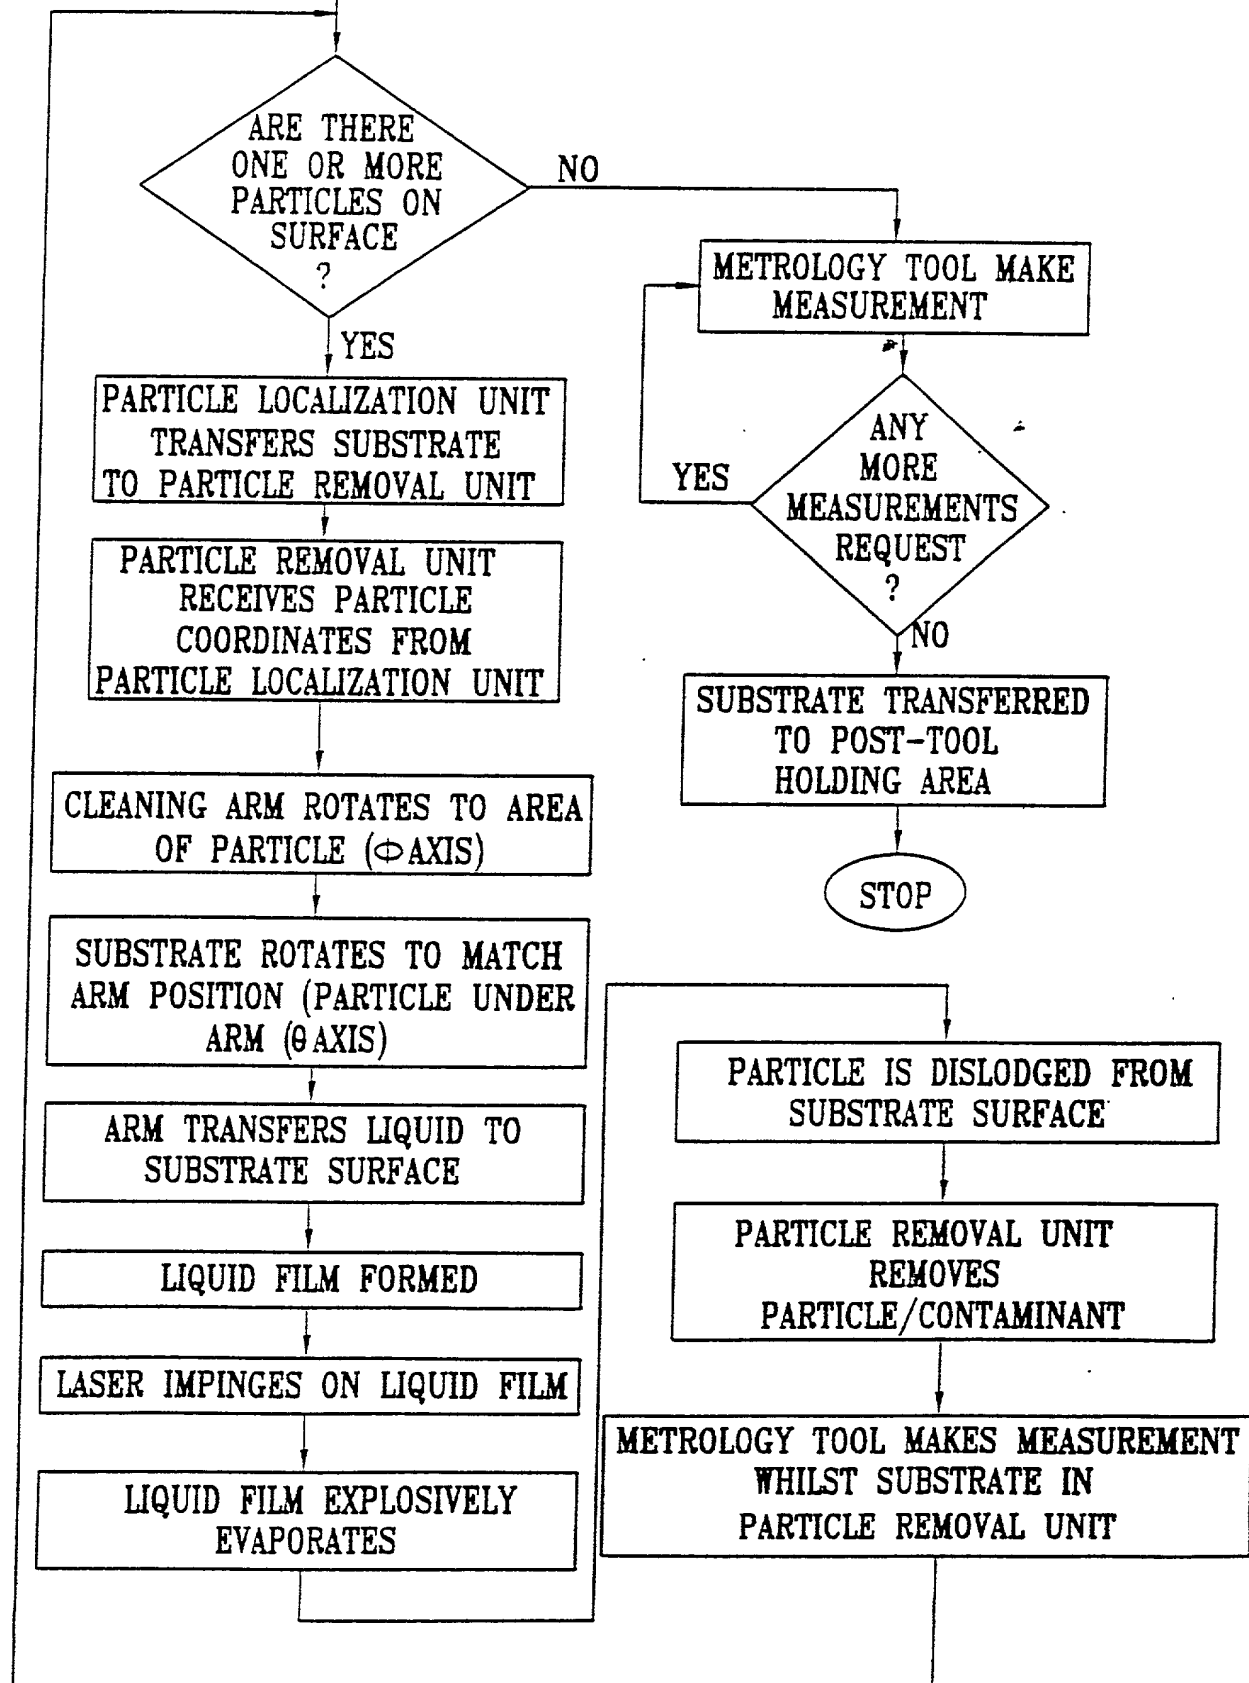 ARE THERE
ONE OR MORE
PARTICLES ON
SURFACE
?
NO
YES
PARTICLE LOCALIZATION UNIT
TRANSFERS SUBSTRATE
TO PARTICLE REMOVAL UNIT
PARTICLE REMOVAL UNIT
RECEIVES PARTICLE
COORDINATES FROM
PARTICLE LOCALIZATION UNIT
CLEANING ARM ROTATES TO AREA
OF PARTICLE (Φ AXIS)
SUBSTRATE ROTATES TO MATCH
ARM POSITION (PARTICLE UNDER
ARM (θ AXIS)
ARM TRANSFERS LIQUID TO
SUBSTRATE SURFACE
LIQUID FILM FORMED
LASER IMPINGES ON LIQUID FILM
LIQUID FILM EXPLOSIVELY
EVAPORATES
METROLOGY TOOL MAKE
MEASUREMENT
ANY
MORE
MEASUREMENTS
REQUEST
?
YES
NO
SUBSTRATE TRANSFERRED
TO POST-TOOL
HOLDING AREA
STOP
PARTICLE IS DISLODGED FROM
SUBSTRATE SURFACE
PARTICLE REMOVAL UNIT
REMOVES
PARTICLE/CONTAMINANT
METROLOGY TOOL MAKES MEASUREMENT
WHILST SUBSTRATE IN
PARTICLE REMOVAL UNIT